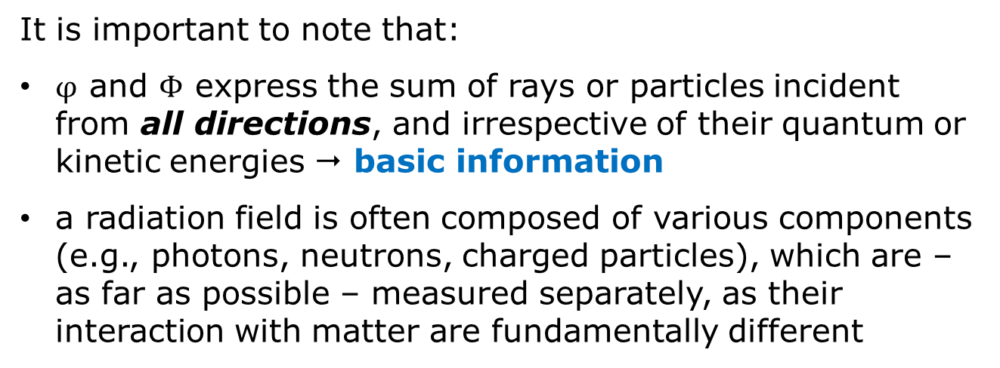 It is important to note that:
• φ and Φ express the sum of rays or particles incident
from all directions, and irrespective of their quantum or
kinetic energies → basic information
• a radiation field is often composed of various components
(e.g., photons, neutrons, charged particles), which are –
as far as possible – measured separately, as their
interaction with matter are fundamentally different